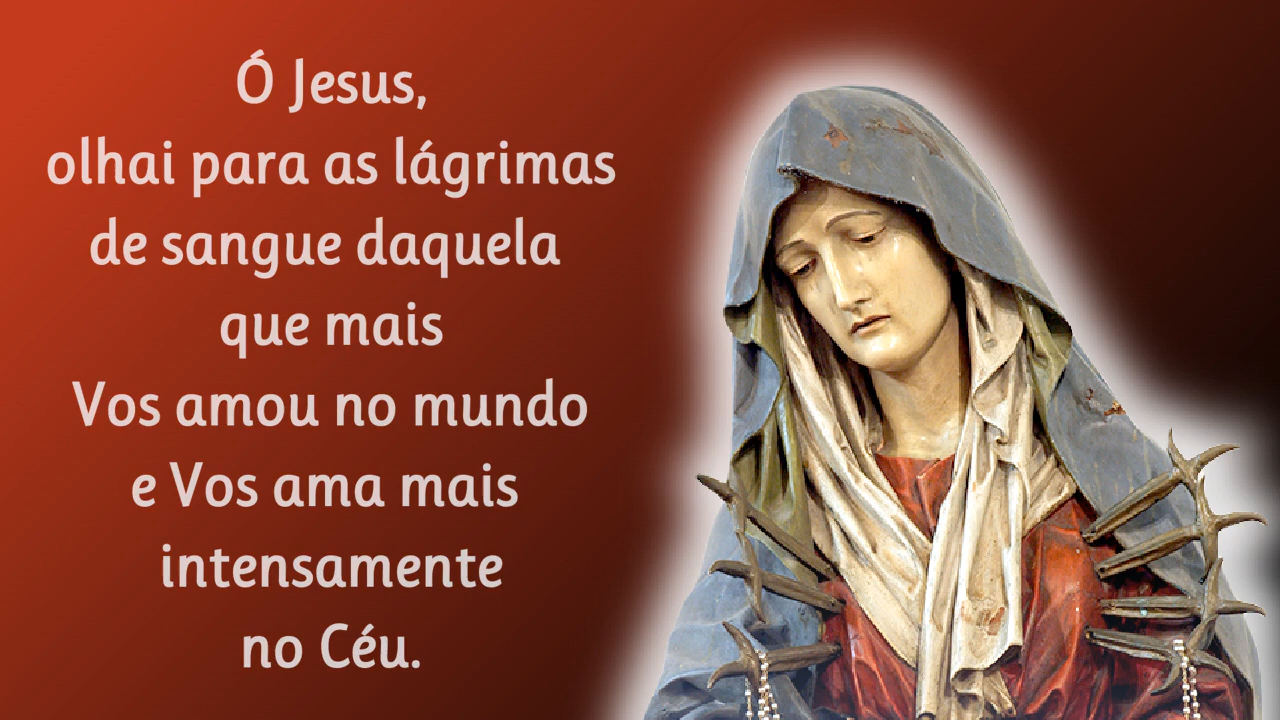 Ó Jesus,
olhai para as lágrimas
de sangue daquela
que mais
Vos amou no mundo
e Vos ama mais
intensamente
no Céu.